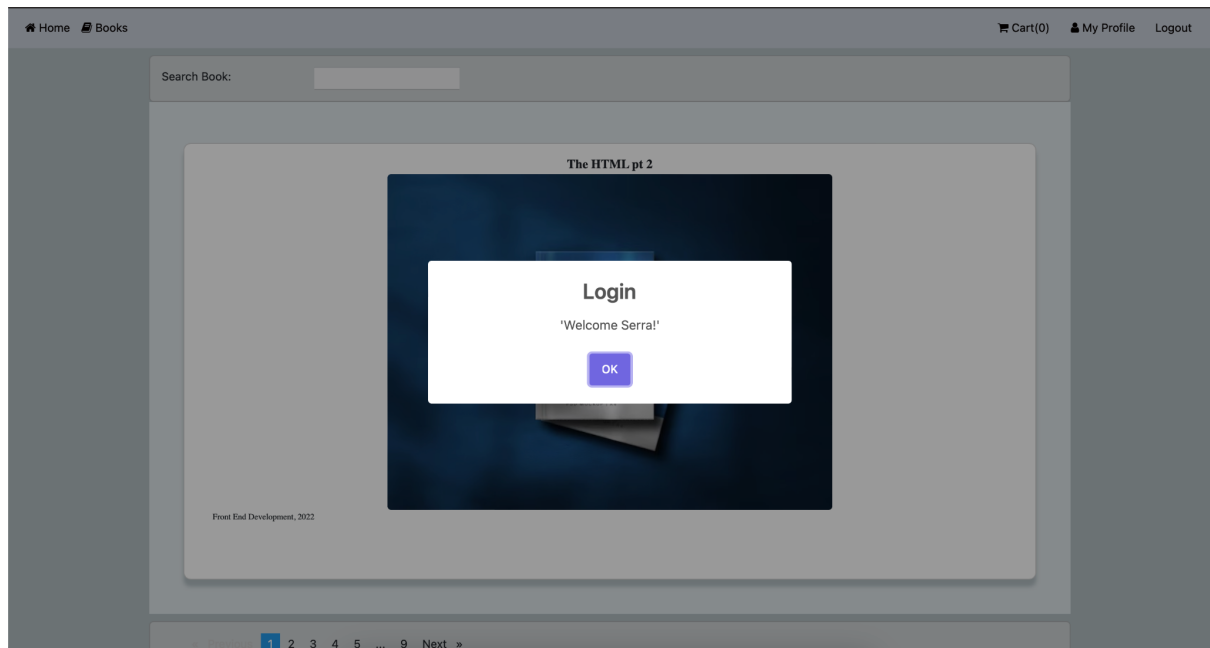 Home Books Cart(0) My Profile Logout
Search Book:
The HTML pt 2
Login
'Welcome Serra!'
OK
Front End Development, 2022
« Previous 1 2 3 4 5 ... 9 Next »